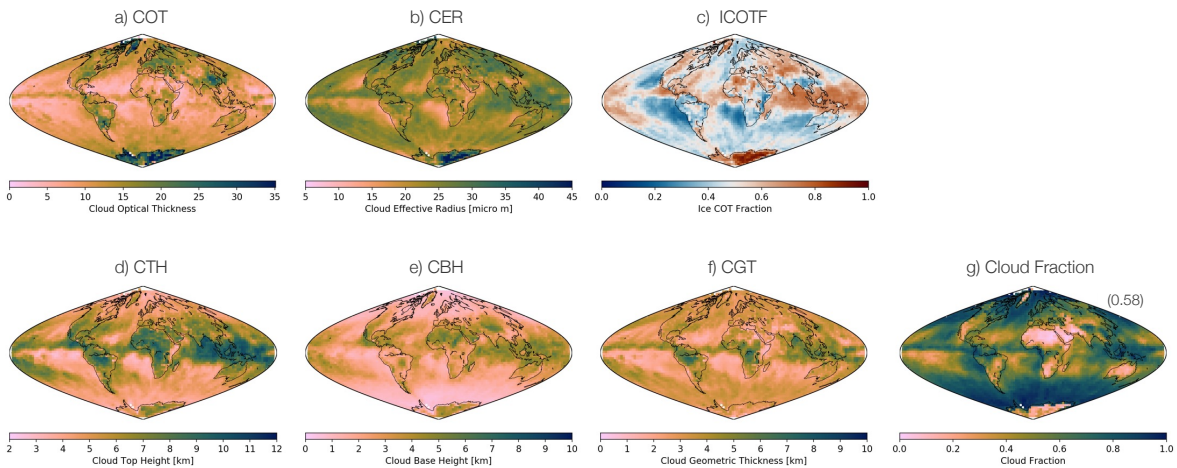 a) COT
b) CER
c) ICOTF
0 5 10 15 20 25 30 35
Cloud Optical Thickness
5 10 15 20 25 30 35 40 45
Cloud Effective Radius [micro m]
0.0 0.2 0.4 0.6 0.8 1.0
Ice COT Fraction
d) CTH
e) CBH
f) CGT
g) Cloud Fraction
(0.58)
2 3 4 5 6 7 8 9 10 11 12
Cloud Top Height [km]
0 1 2 3 4 5 6 7 8 9 10
Cloud Base Height [km]
0 1 2 3 4 5 6 7 8 9 10
Cloud Geometric Thickness [km]
0.0 0.2 0.4 0.6 0.8 1.0
Cloud Fraction